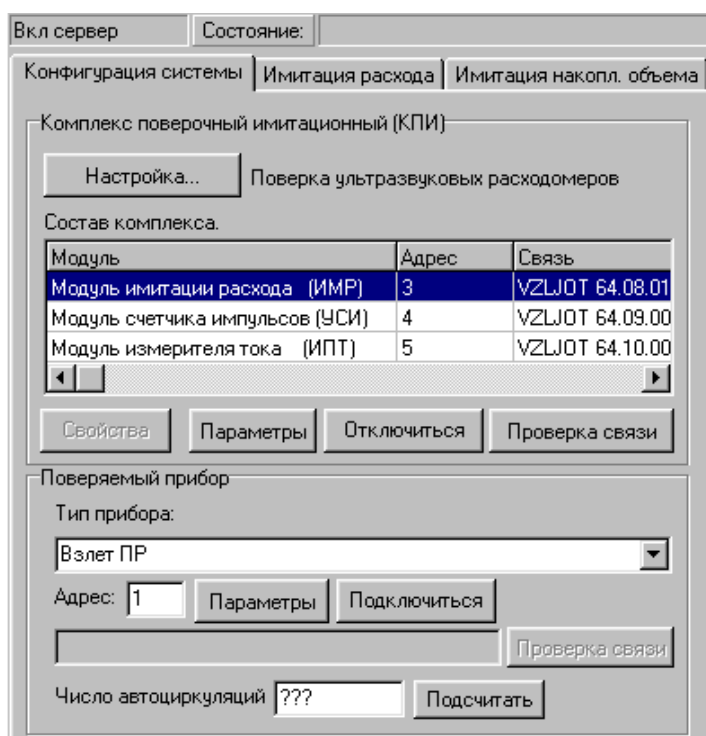 Вкл сервер Состояние:
Конфигурация системы Имитация расхода Имитация накопл. объема
Комплекс поверочный имитационный (КПИ)
Настройка... Поверка ультразвуковых расходомеров
Состав комплекса.
Модуль Адрес Связь
Модуль имитации расхода (ИМР) 3 VZLJOT 64.08.01
Модуль счетчика импульсов (УСИ) 4 VZLJOT 64.09.00
Модуль измерителя тока (ИПТ) 5 VZLJOT 64.10.00
Свойства Параметры Отключиться Проверка связи
Поверяемый прибор
Тип прибора:
Взлет ПР
Адрес: 1 Параметры Подключиться
Проверка связи
Число автоциркуляций ??? Подсчитать